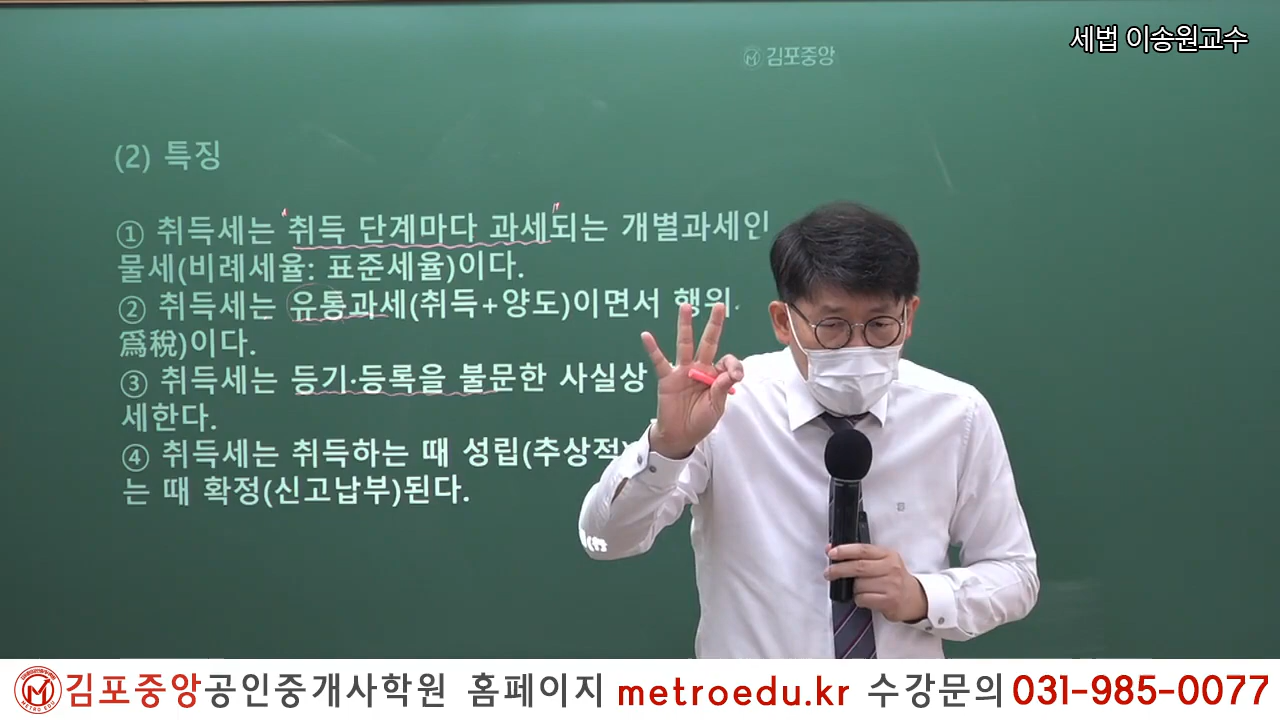 세법 이송원교수
김포중앙
(2) 특징
① 취득세는 '취득 단계마다 과세'되는 개별과세인
물세(비례세율: 표준세율)이다.
② 취득세는 유통과세(취득+양도)이면서 행위
爲稅)이다.
③ 취득세는 등기·등록을 불문한 사실상
세한다.
④ 취득세는 취득하는 때 성립(추상적)
는 때 확정(신고납부)된다.
METRO EDU
김포중앙공인중개사학원 홈페이지 metroedu.kr 수강문의 031-985-0077